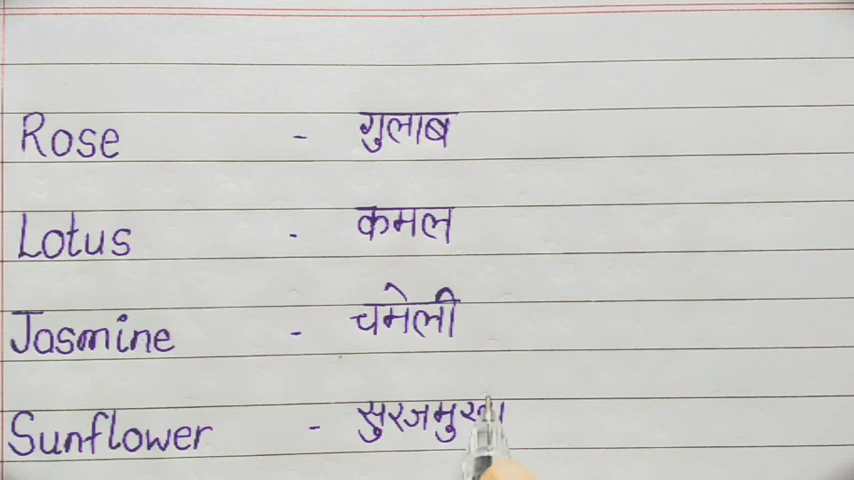 Rose - गुलाब
Lotus - कमल
Jasmine - चमेली
Sunflower -